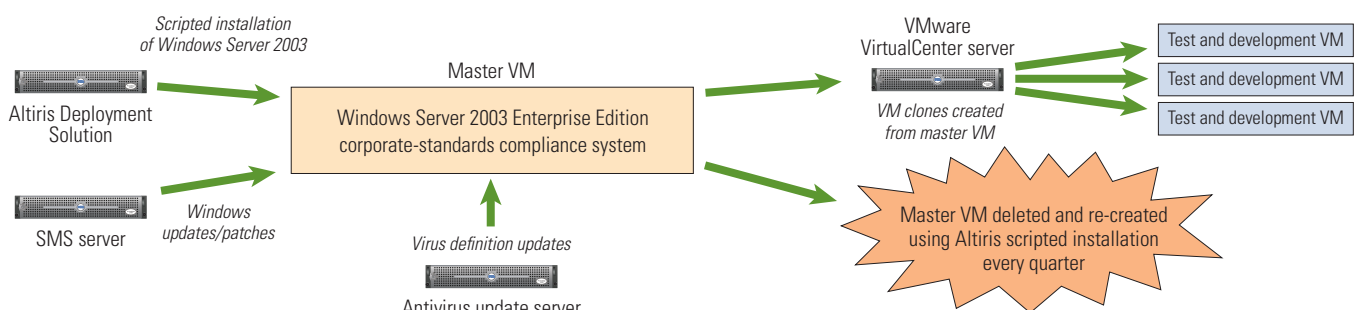 Scripted installation
of Windows Server 2003
Altiris Deployment
Solution
SMS server
Windows
updates/patches
Master VM
Windows Server 2003 Enterprise Edition
corporate-standards compliance system
Virus definition updates
Antivirus update server
VMware
VirtualCenter server
VM clones created
from master VM
Test and development VM
Test and development VM
Test and development VM
Master VM deleted and re-created
using Altiris scripted installation
every quarter